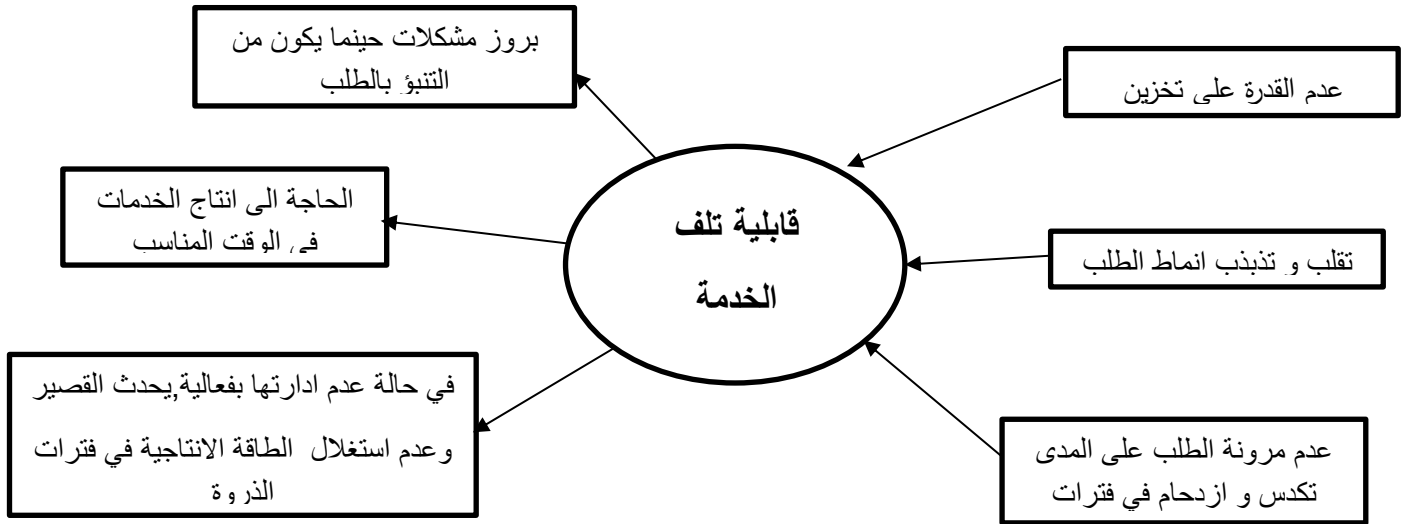 بروز مشكلات حينما يكون من
التنبؤ بالطلب
عدم القدرة على تخزين
الحاجة الى انتاج الخدمات
في الوقت المناسب
قابلية تلف
الخدمة
تقلب و تذبذب انماط الطلب
في حالة عدم ادارتها بفعالية,يحدث القصير
وعدم استغلال الطاقة الانتاجية في فترات
الذروة
عدم مرونة الطلب على المدى
تكدس و ازدحام في فترات